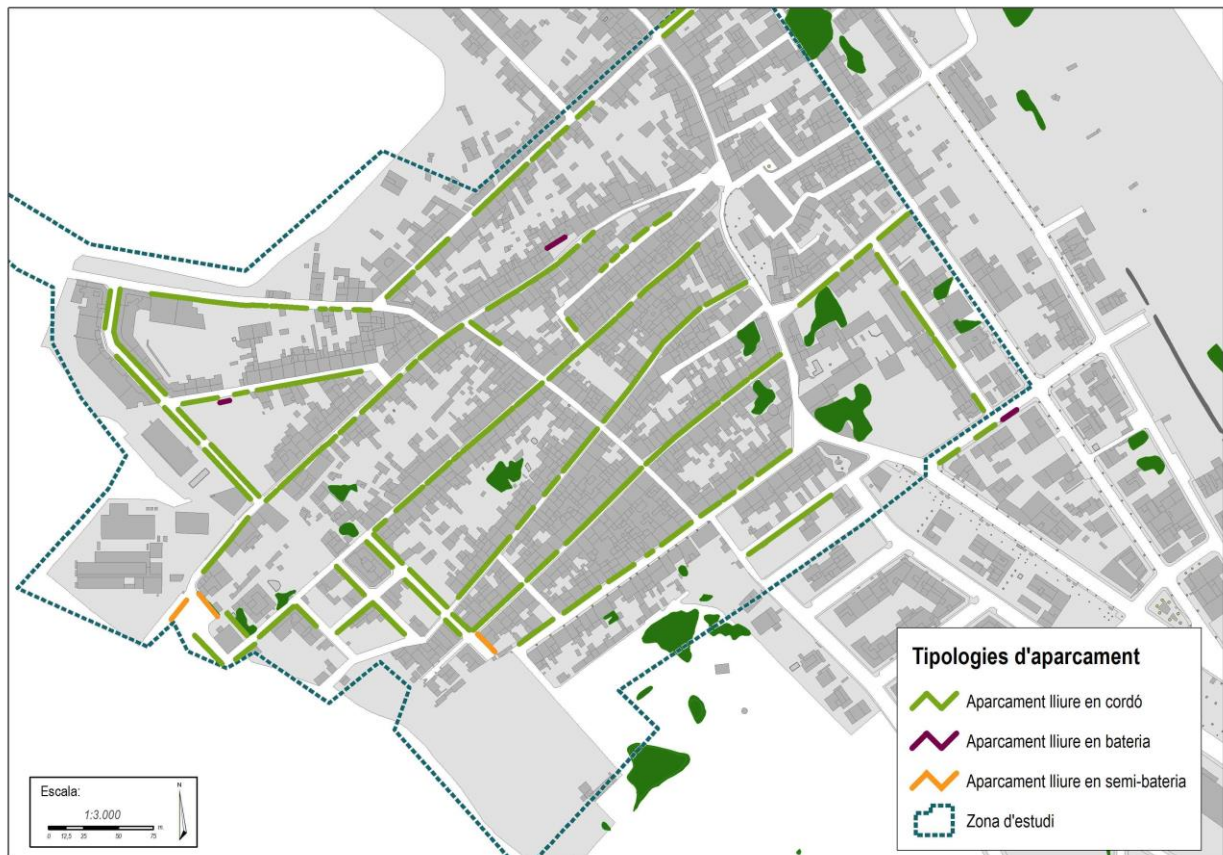 Tipologies d'aparcament
Aparcament lliure en cordó
Aparcament lliure en bateria
Aparcament lliure en semi-bateria
Zona d'estudi
Escala:
1:3.000
N
0 12,5 25 50 75 m.